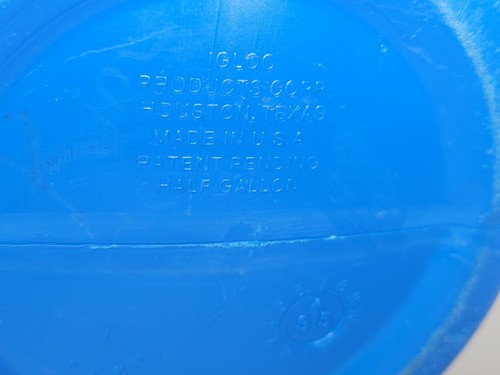 IGLOO
PRODUCTS CORP
HOUSTON, TEXAS
MADE IN U.S.A
PATENT PENDING
HALF GALLON